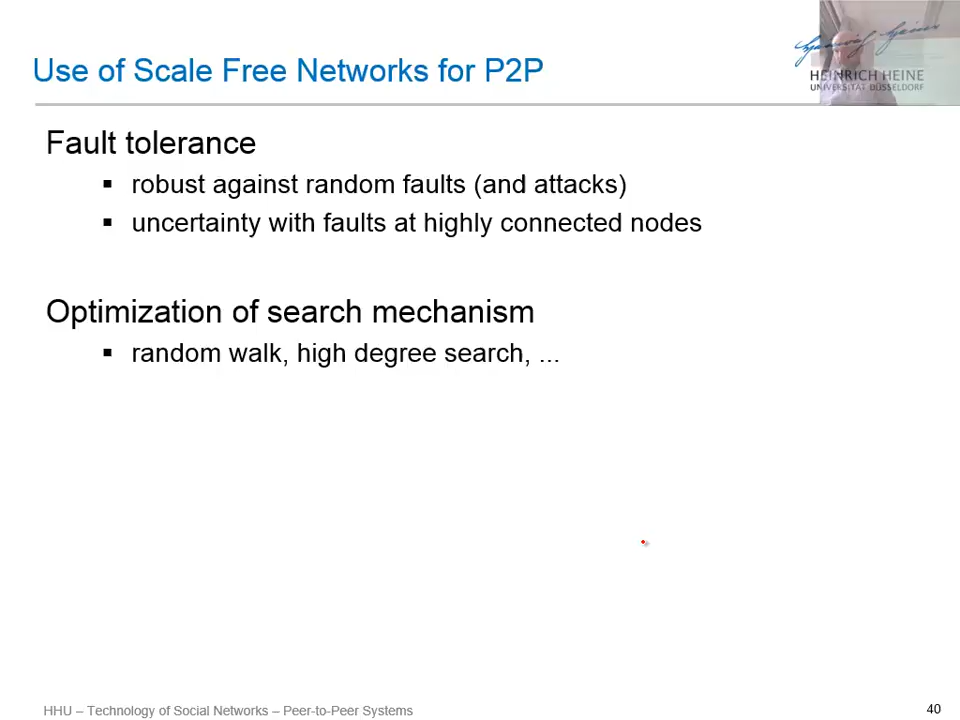 Use of Scale Free Networks for P2P
HEINRICH HEINE
UNIVERSITÄT DÜSSELDORF
Fault tolerance
▪ robust against random faults (and attacks)
▪ uncertainty with faults at highly connected nodes
Optimization of search mechanism
▪ random walk, high degree search, ...
HHU – Technology of Social Networks – Peer-to-Peer Systems
40